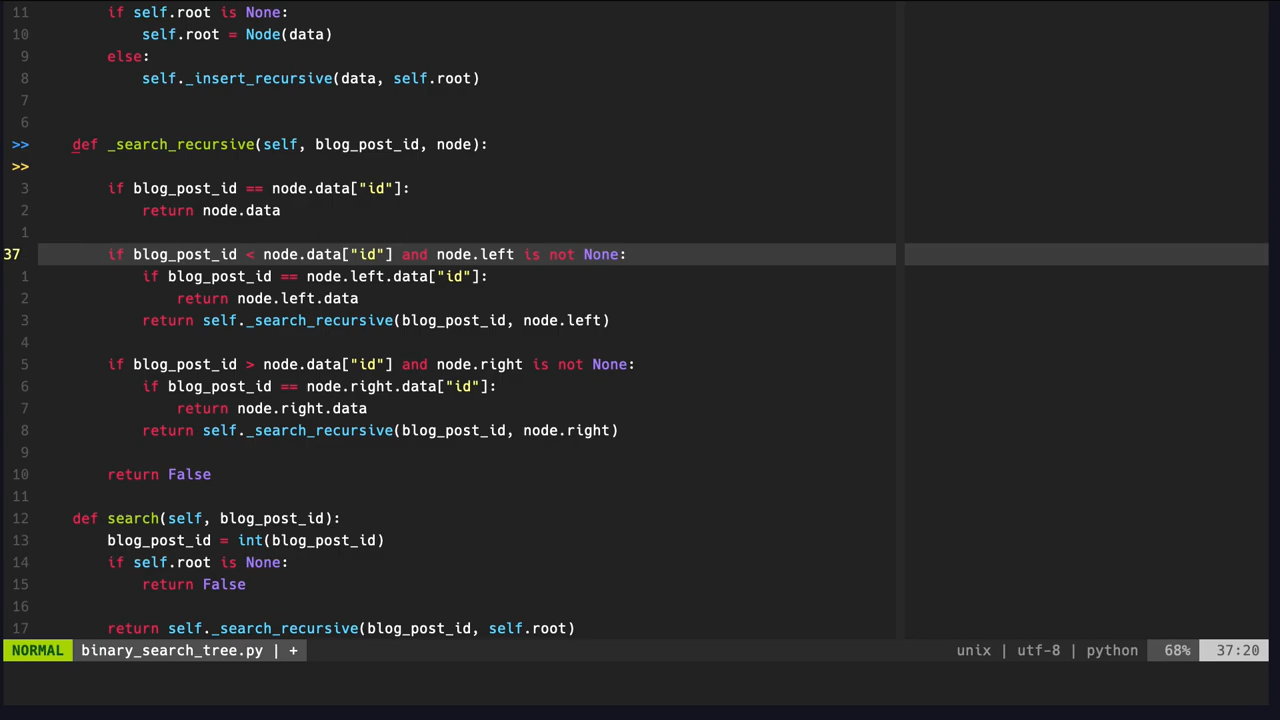 11 if self.root is None:
10 self.root = Node(data)
9 else:
8 self._insert_recursive(data, self.root)
7
6
>> def _search_recursive(self, blog_post_id, node):
>>
3 if blog_post_id == node.data["id"]:
2 return node.data
1
37 if blog_post_id < node.data["id"] and node.left is not None:
1 if blog_post_id == node.left.data["id"]:
2 return node.left.data
3 return self._search_recursive(blog_post_id, node.left)
4
5 if blog_post_id > node.data["id"] and node.right is not None:
6 if blog_post_id == node.right.data["id"]:
7 return node.right.data
8 return self._search_recursive(blog_post_id, node.right)
9
10 return False
11
12 def search(self, blog_post_id):
13 blog_post_id = int(blog_post_id)
14 if self.root is None:
15 return False
16
17 return self._search_recursive(blog_post_id, self.root)
NORMAL binary_search_tree.py | + unix | utf-8 | python 68% 37:20